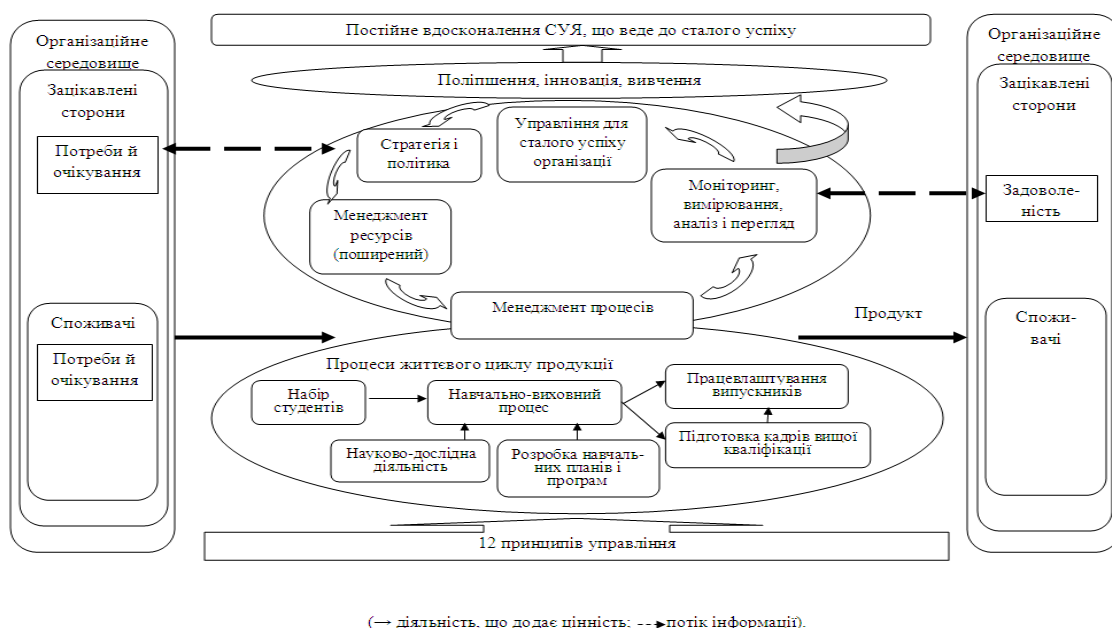 Постійне вдосконалення СУЯ, що веде до сталого успіху
Організаційне
середовище
Зацікавлені
сторони
Потреби й
очікування
Споживачі
Потреби й
очікування
Поліпшення, інновація, вивчення
Стратегія і
політика
Управління для
сталого успіху
організації
Моніторинг,
вимірювання,
аналіз і перегляд
Менеджмент
ресурсів
(поширений)
Менеджмент процесів
Процеси життєвого циклу продукції
Набір
студентів
Навчально-виховний
процес
Працевлаштування
випускників
Науково-дослідна
діяльність
Розробка навчаль-
них планів і
програм
Підготовка кадрів вищої
кваліфікації
Продукт
Організаційне
середовище
Зацікавлені
сторони
Задоволе-
ність
Спожи-
вачі
12 принципів управління
(→ діяльність, що додає цінність; --→потік інформації).